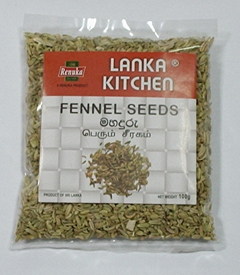 Renuka
LANKA ®
KITCHEN
FENNEL SEEDS
මහදුරු
பெரும் சீரகம்
PRODUCT OF SRI LANKA
NET WEIGHT 100g